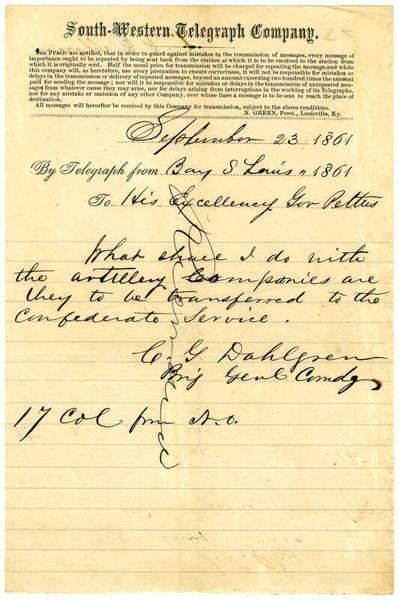 South-Western Telegraph Company.
THE PUBLIC are notified, that in order to guard against mistakes in the transmission of messages, every message of
importance ought to be repeated by being sent back from the station at which it is to be received to the station from
which it is originally sent. Half the usual price for transmission will be charged for repeating the message, and while
this company will, as heretofore, use every precaution to ensure correctness, it will not be responsible for mistakes or
delays in the transmission or delivery of repeated messages, beyond an amount exceeding two hundred times the amount
paid for sending the message; nor will it be responsible for mistakes or delays in the transmission of unrepeated messages
from whatever cause they may arise, nor for delays arising from interruptions in the working of its Telegraphs,
nor for any mistake or omission of any other Company, over whose lines a message is to be sent to reach the place of
destination.
All messages will hereafter be received by this Company for transmission, subject to the above conditions.
N. GREEN, Prest., Louisville, Ky.
September 23 1861
By Telegraph from Bay S Louis " 1861
To His Excellency Gov Pettus
What shall I do with
the artillery Companies are
they to be transferred to the
Confederate Service.
C G Dahlgren
Brig Genl Comdg
17 Col frm N.O.